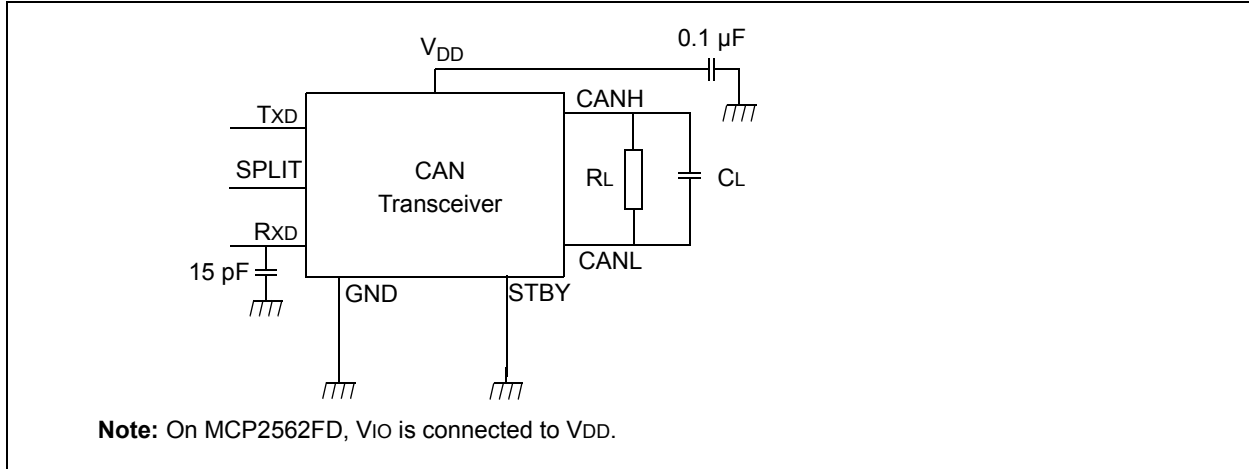 0.1 µF
VDD
CANH
TXD
SPLIT
CAN
Transceiver
RL
CL
RXD
CANL
15 pF
GND
STBY
Note: On MCP2562FD, VIO is connected to VDD.